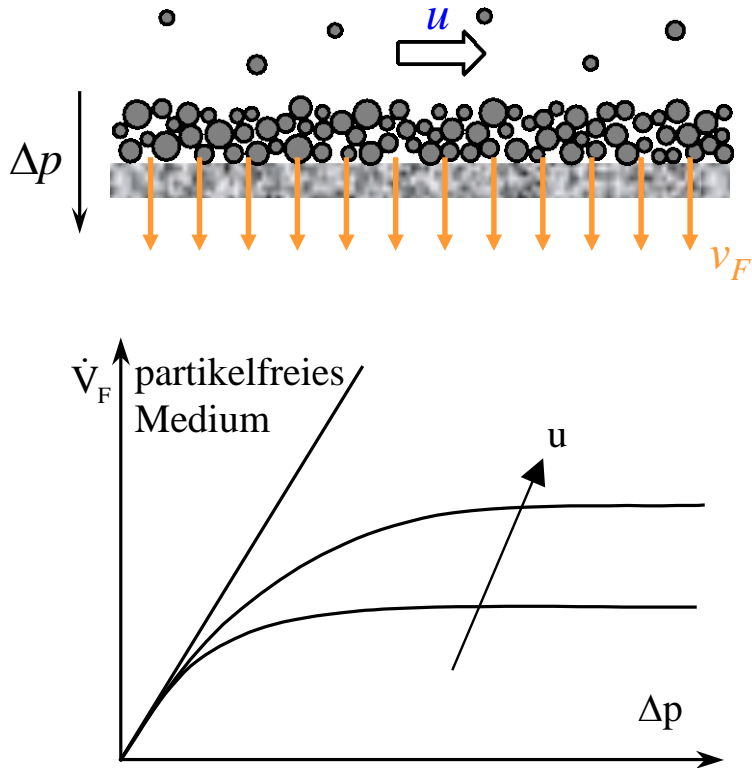 u
Δp
v_F
V̇_F
partikelfreies
Medium
u
Δp